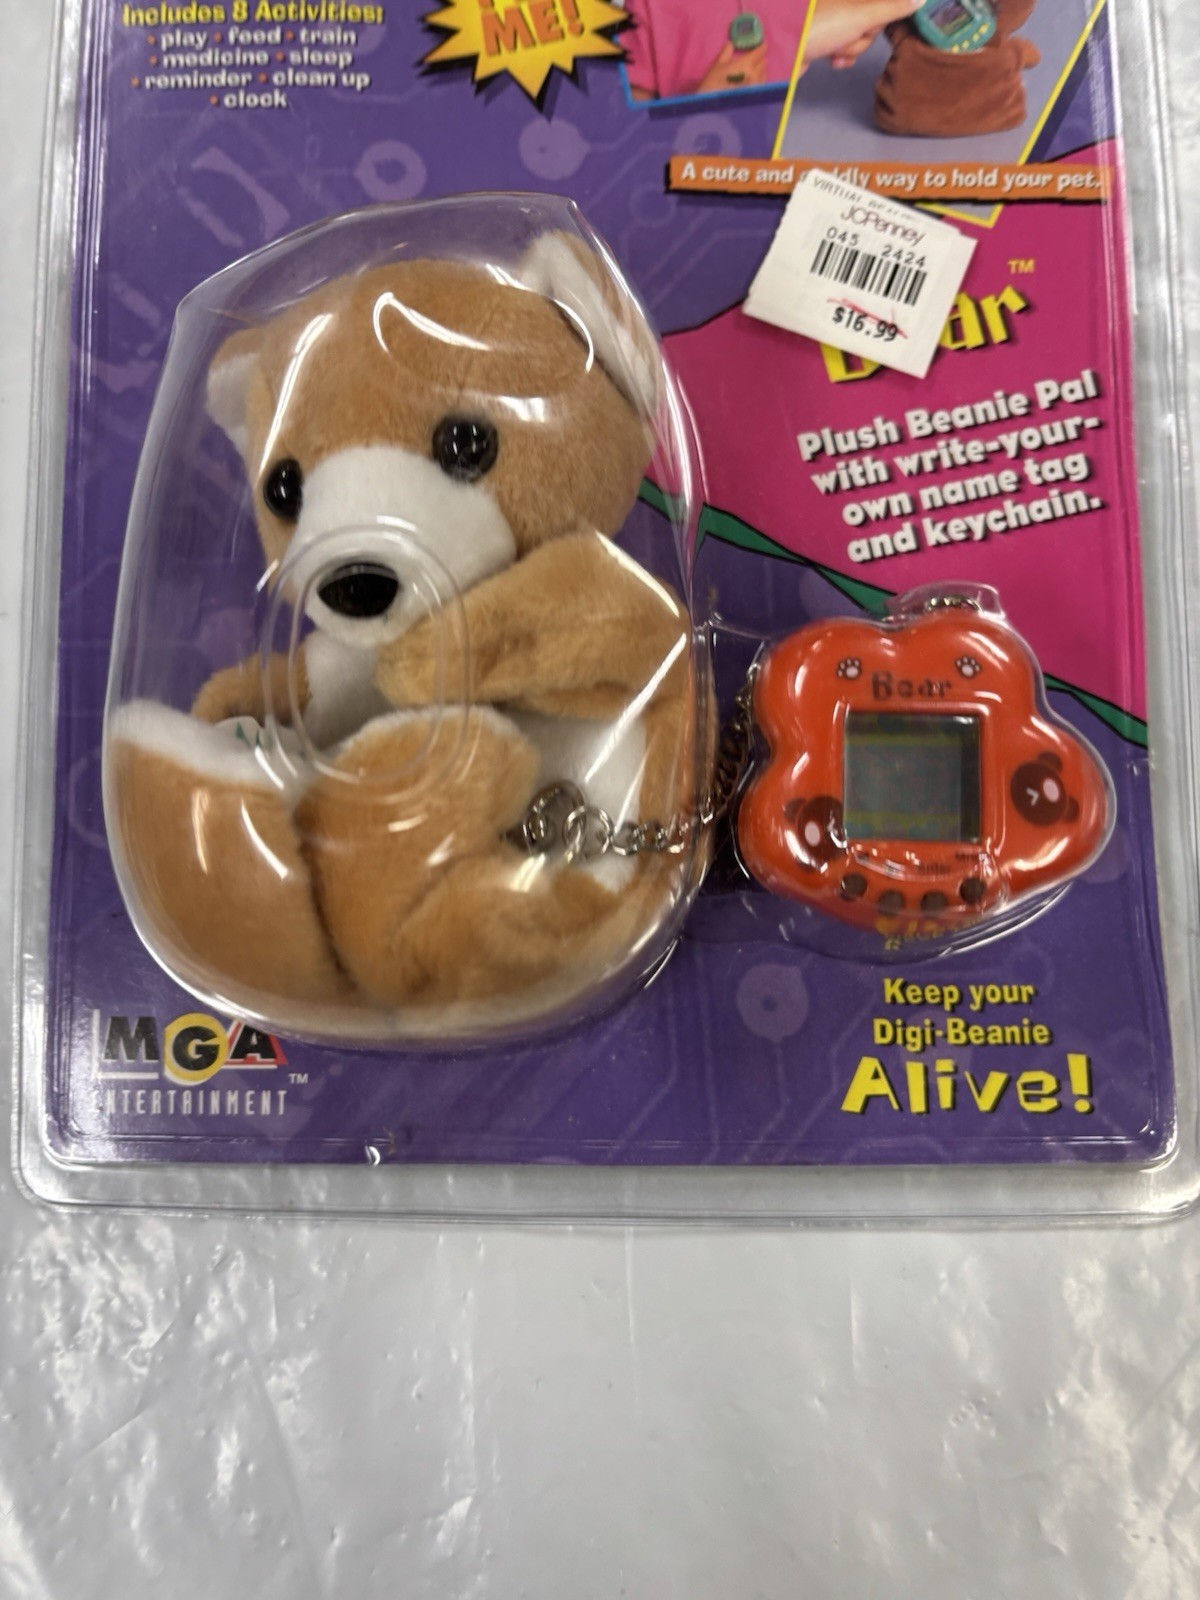 Includes 8 Activities:
• play • feed • train
• medicine • sleep
• reminder • clean up
• clock
ME!
A cute and way to hold your pet.
VIRTUAL
JCPenney
045 2424
$16.99
TM
Plush Beanie Pal
with write-your-
own name tag
and keychain.
Bear
Keep your
Digi-Beanie
Alive!
MGA
TM
ENTERTAINMENT